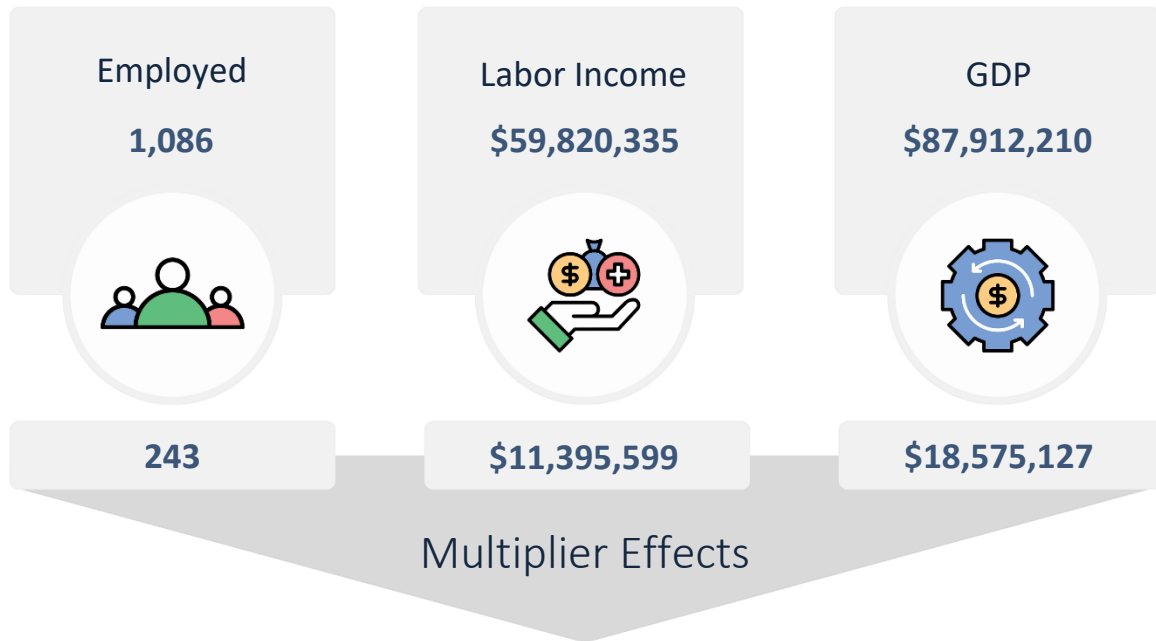 Employed
1,086
Labor Income
$59,820,335
GDP
$87,912,210
$
$
243
$11,395,599
$18,575,127
Multiplier Effects